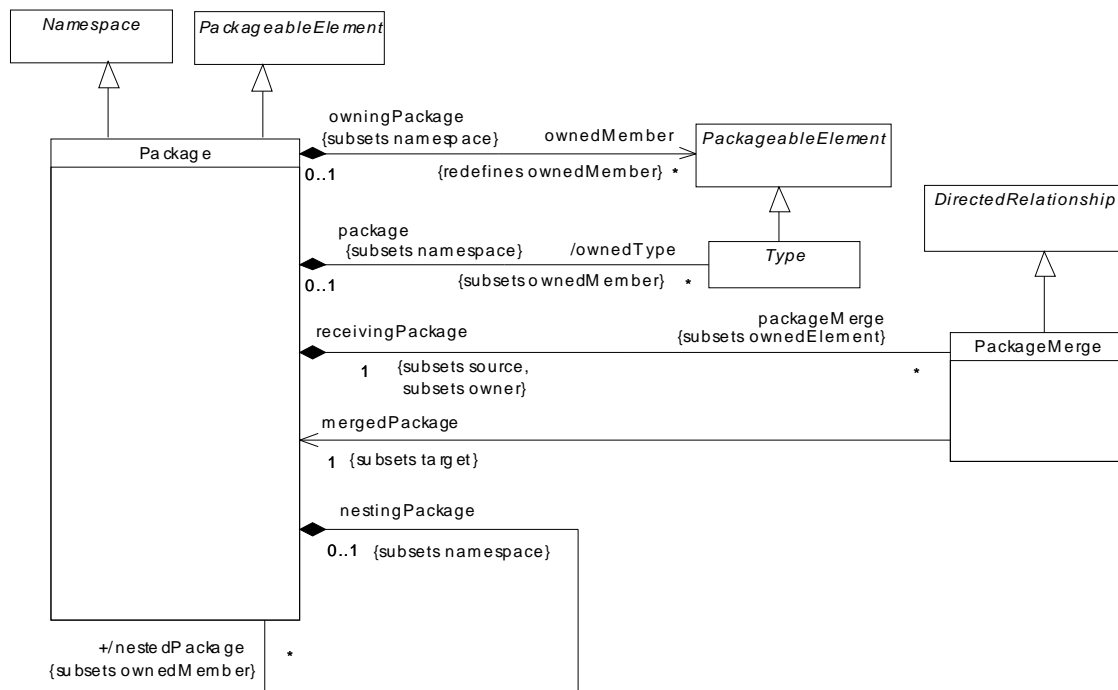 Namespace
PackageableElement
owningPackage
{subsets namespace}
ownedMember
PackageableElement
Package
0..1
{redefines ownedMember}
*
DirectedRelationship
package
{subsets namespace}
/ownedType
Type
0..1
{subsets ownedMember}
*
receivingPackage
packageMerge
{subsets ownedElement}
PackageMerge
1
{subsets source,
subsets owner}
*
mergedPackage
1
{subsets target}
nestingPackage
0..1
{subsets namespace}
+/nestedPackage
*
{subsets ownedMember}